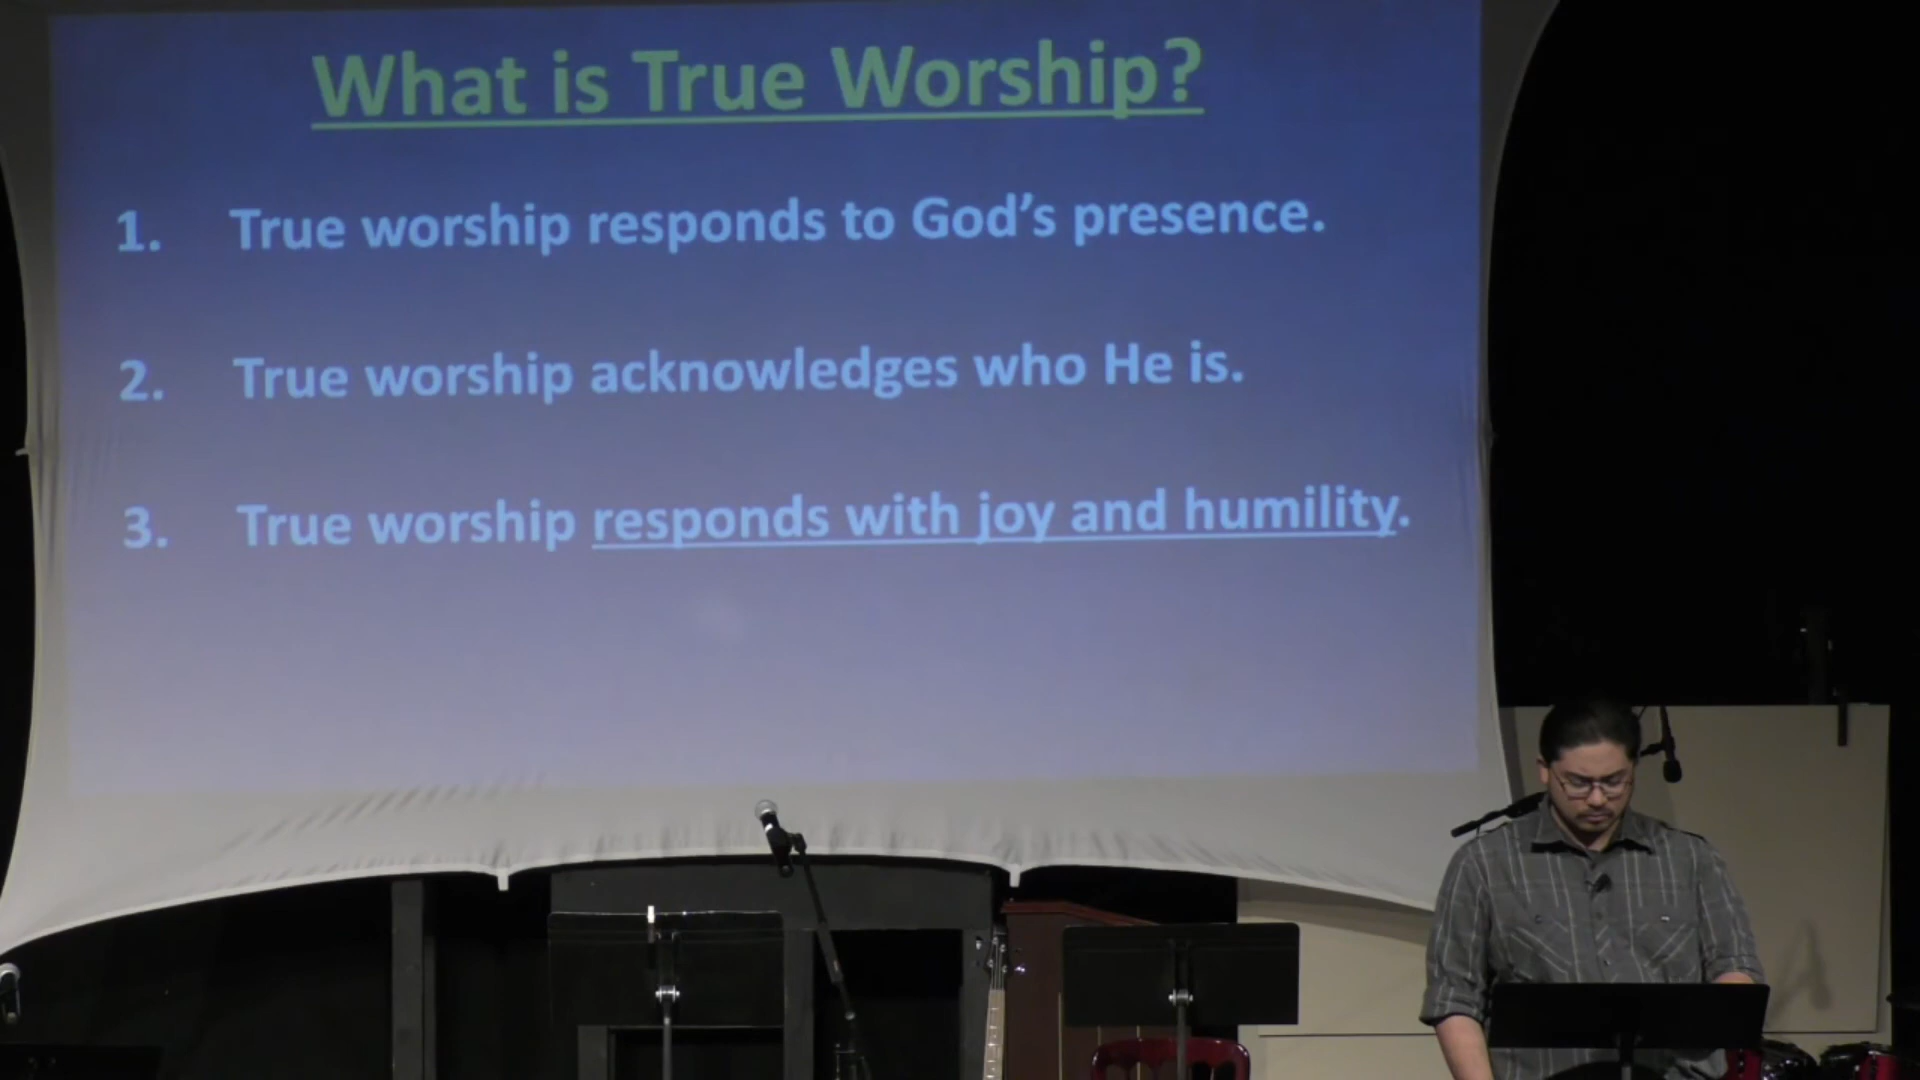 What is True Worship?
1. True worship responds to God's presence.
2. True worship acknowledges who He is.
3. True worship responds with joy and humility.